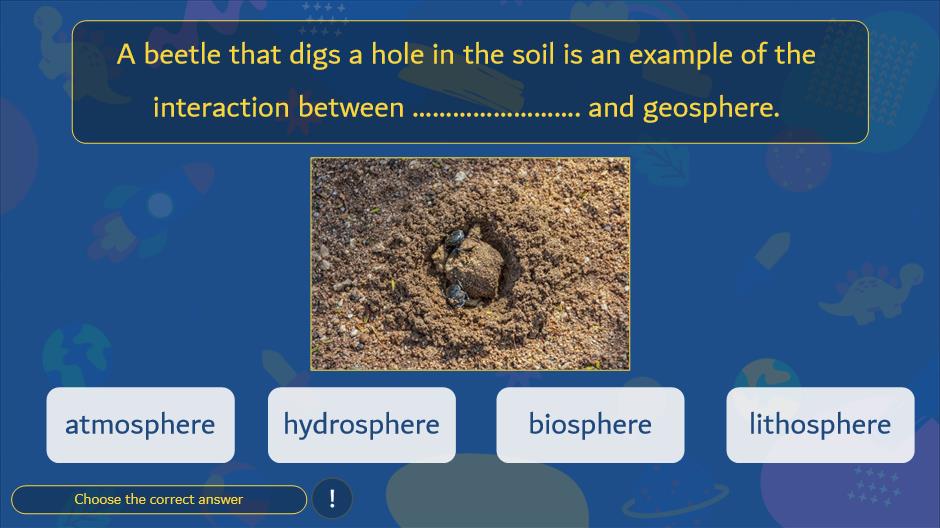 A beetle that digs a hole in the soil is an example of the
interaction between ......................... and geosphere.
atmosphere
hydrosphere
biosphere
lithosphere
Choose the correct answer
!